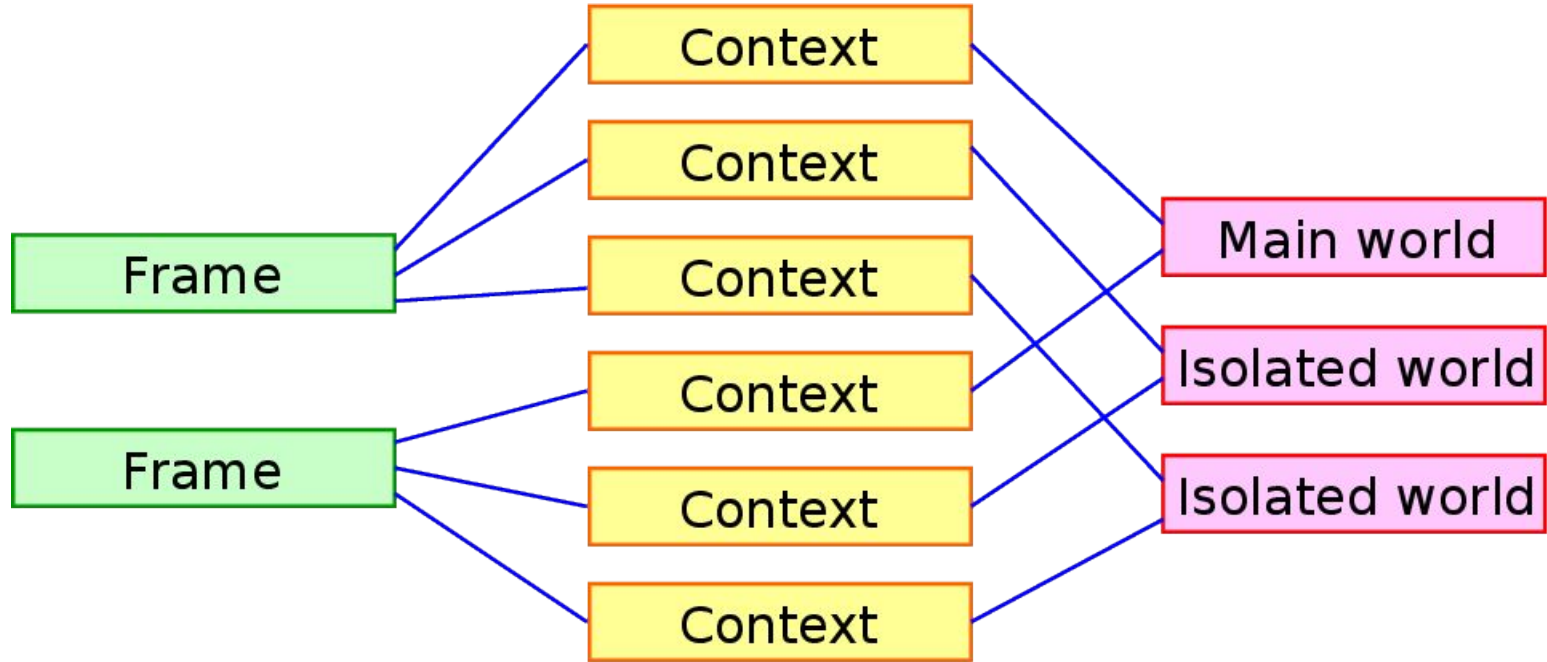 Context
Context
Context
Context
Context
Context
Frame
Frame
Main world
Isolated world
Isolated world